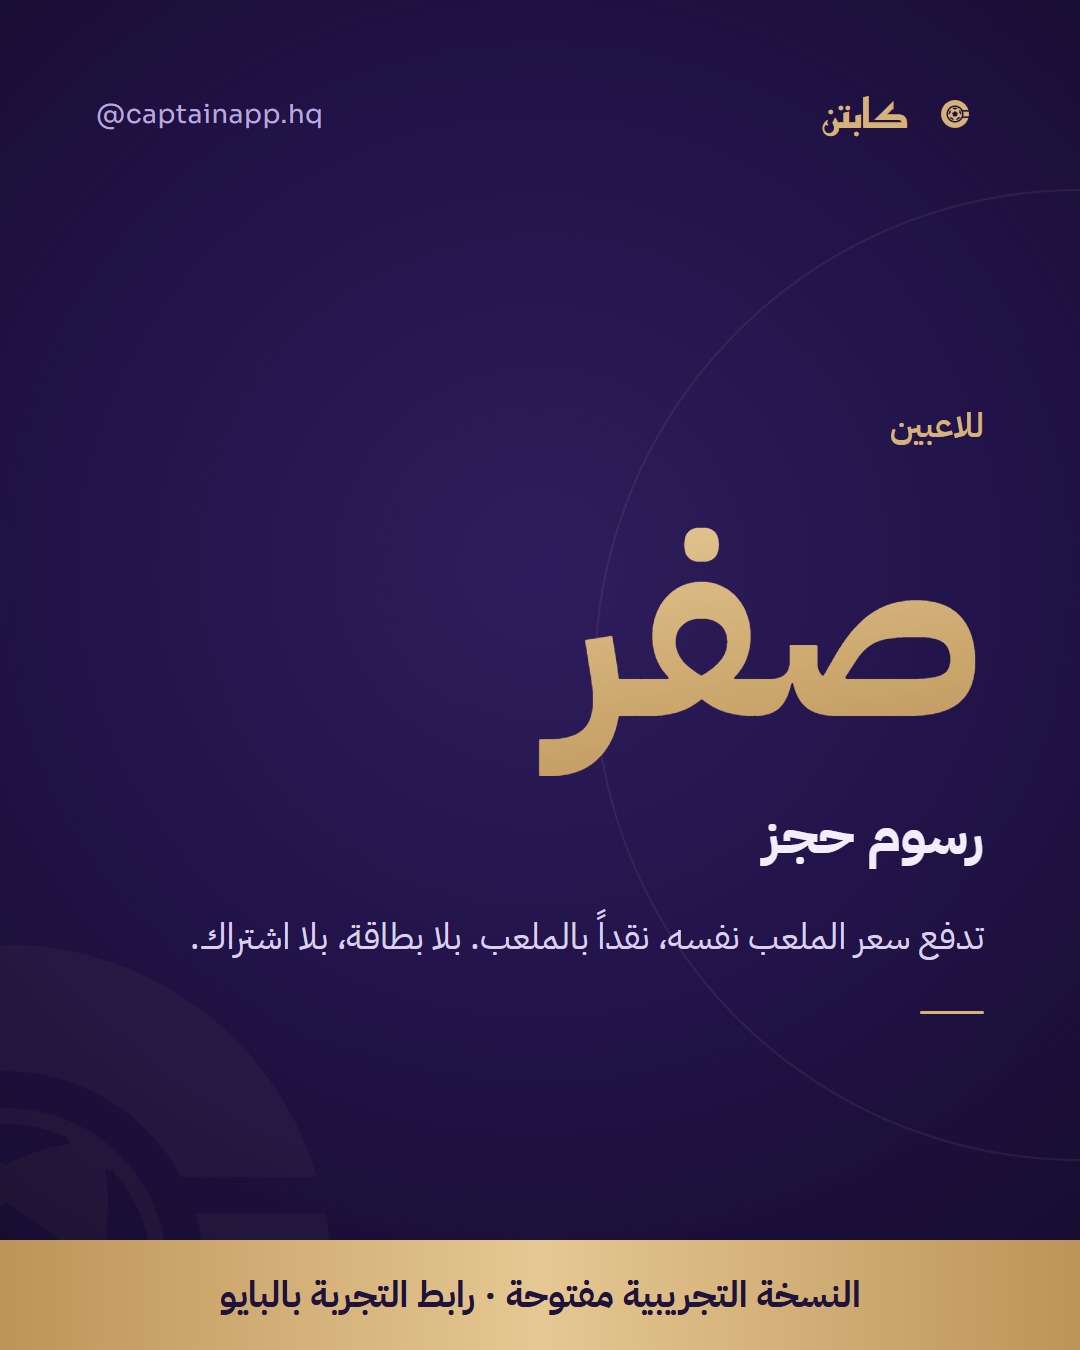 كابتن
@captainapp.hq
للاعبين
صفر
رسوم حجز
تدفع سعر الملعب نفسه، نقداً بالملعب. بلا بطاقة، بلا اشتراك.
النسخة التجريبية مفتوحة · رابط التجربة بالبايو